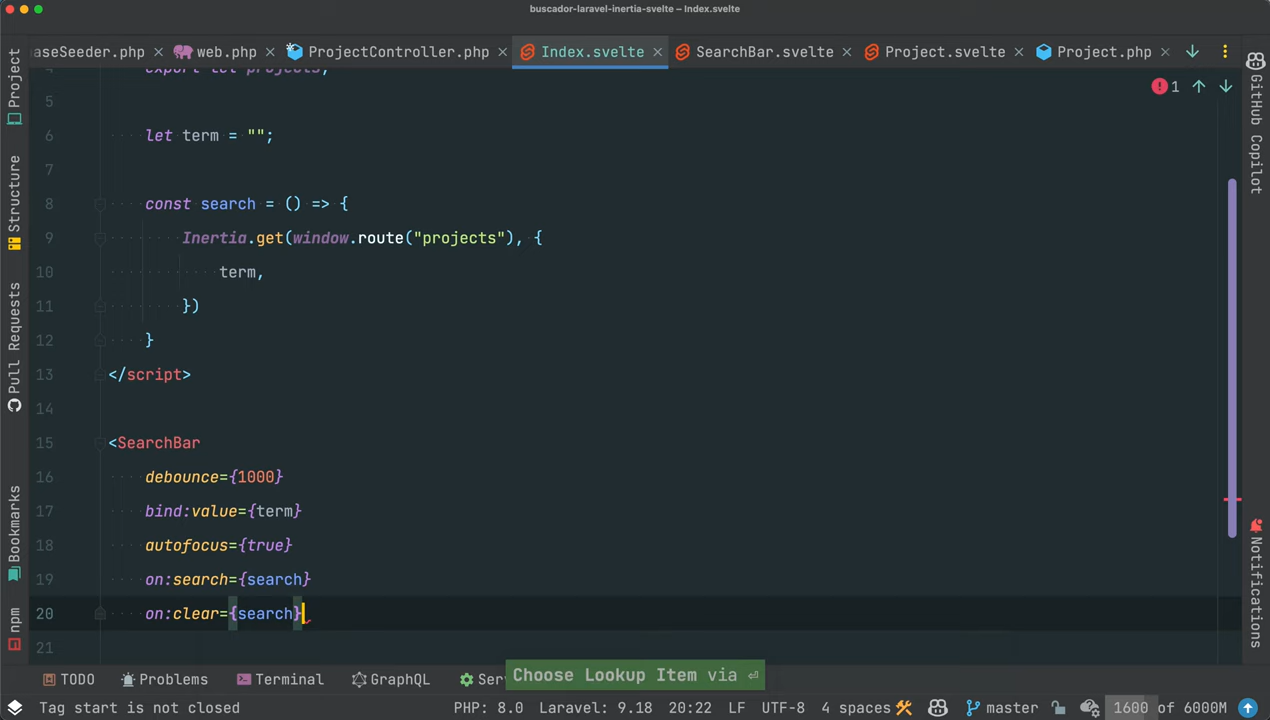 buscador-laravel-inertia-svelte – Index.svelte
aseSeeder.php
web.php
ProjectController.php
Index.svelte
SearchBar.svelte
Project.svelte
Project.php
Project
Structure
Pull Requests
Bookmarks
npm
GitHub Copilot
Notifications
1
4 export let projects;
5
6 let term = "";
7
8 const search = () => {
9 Inertia.get(window.route("projects"), {
10 term,
11 })
12 }
13 </script>
14
15 <SearchBar
16 debounce={1000}
17 bind:value={term}
18 autofocus={true}
19 on:search={search}
20 on:clear={search}
21
TODO Problems Terminal GraphQL Ser
Choose Lookup Item via ⏎
Tag start is not closed PHP: 8.0 Laravel: 9.18 20:22 LF UTF-8 4 spaces master 1600 of 6000M